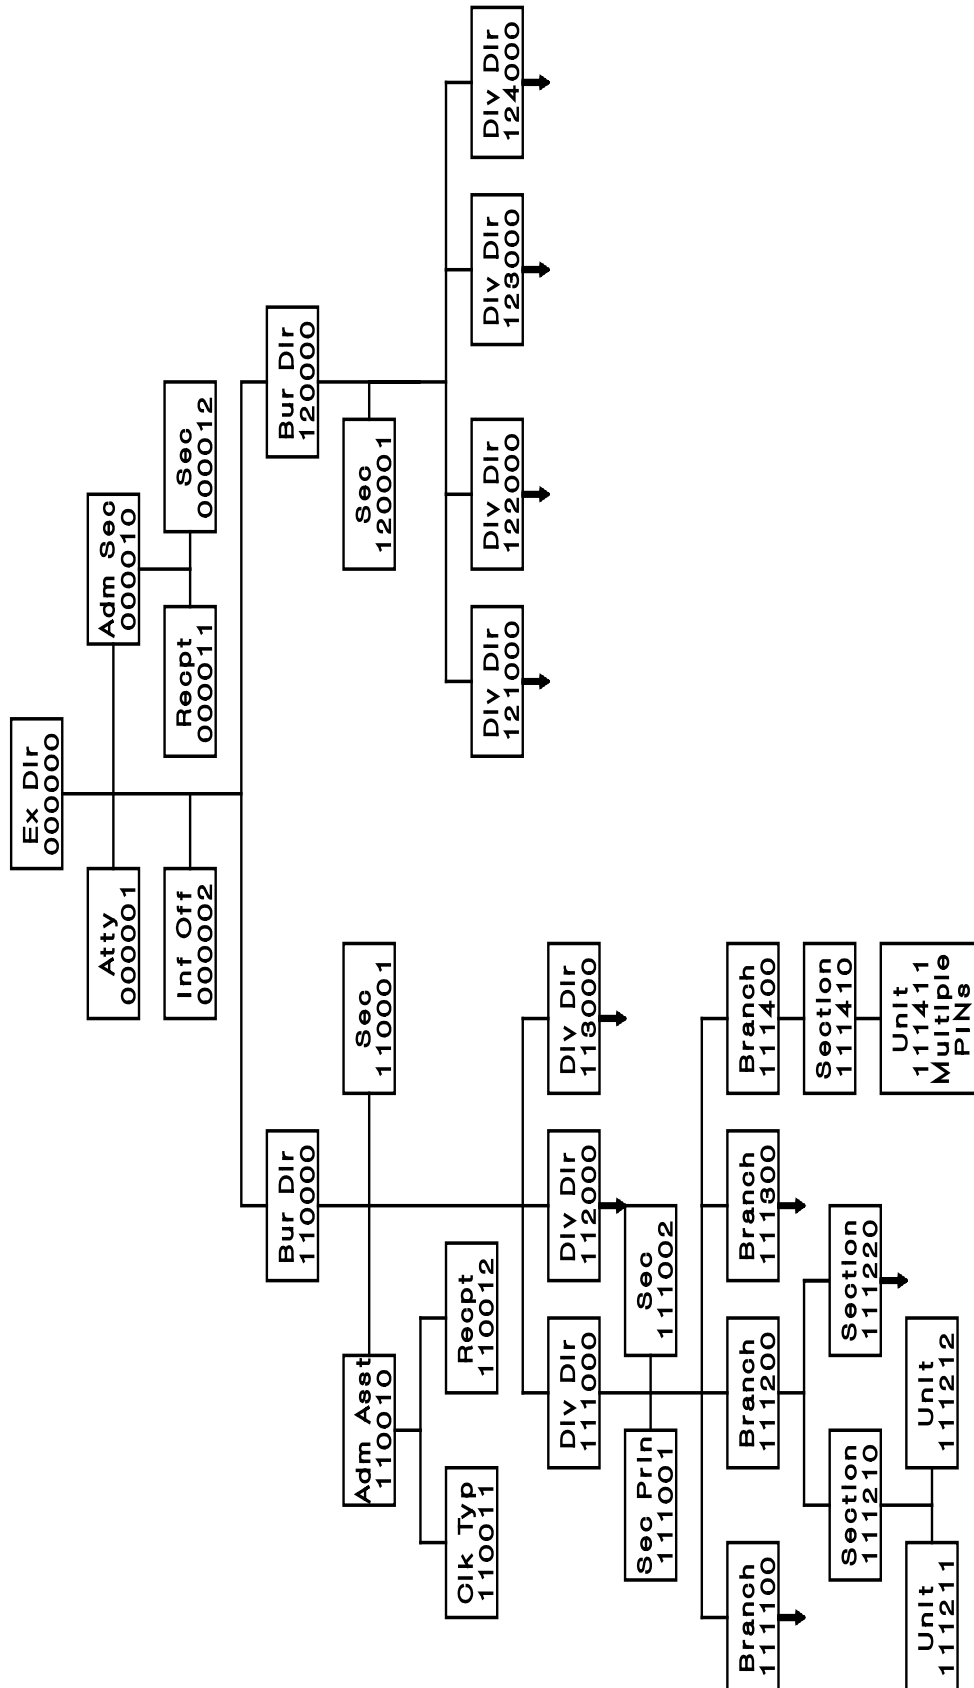 Ex Dir
000000
Atty
000001
Adm Sec
000010
Inf Off
000002
Recpt
000011
Sec
000012
Bur Dir
110000
Bur Dir
120000
Adm Asst
110010
Sec
110001
Sec
120001
Clk Typ
110011
Recpt
110012
Div Dir
121000
Div Dir
122000
Div Dir
123000
Div Dir
124000
Div Dir
111000
Div Dir
112000
Div Dir
113000
Sec Prin
111001
Sec
111002
Branch
111100
Branch
111200
Branch
111300
Branch
111400
Section
111210
Section
111220
Section
111410
Unit
111211
Unit
111212
Unit
111411
Multiple
PINs